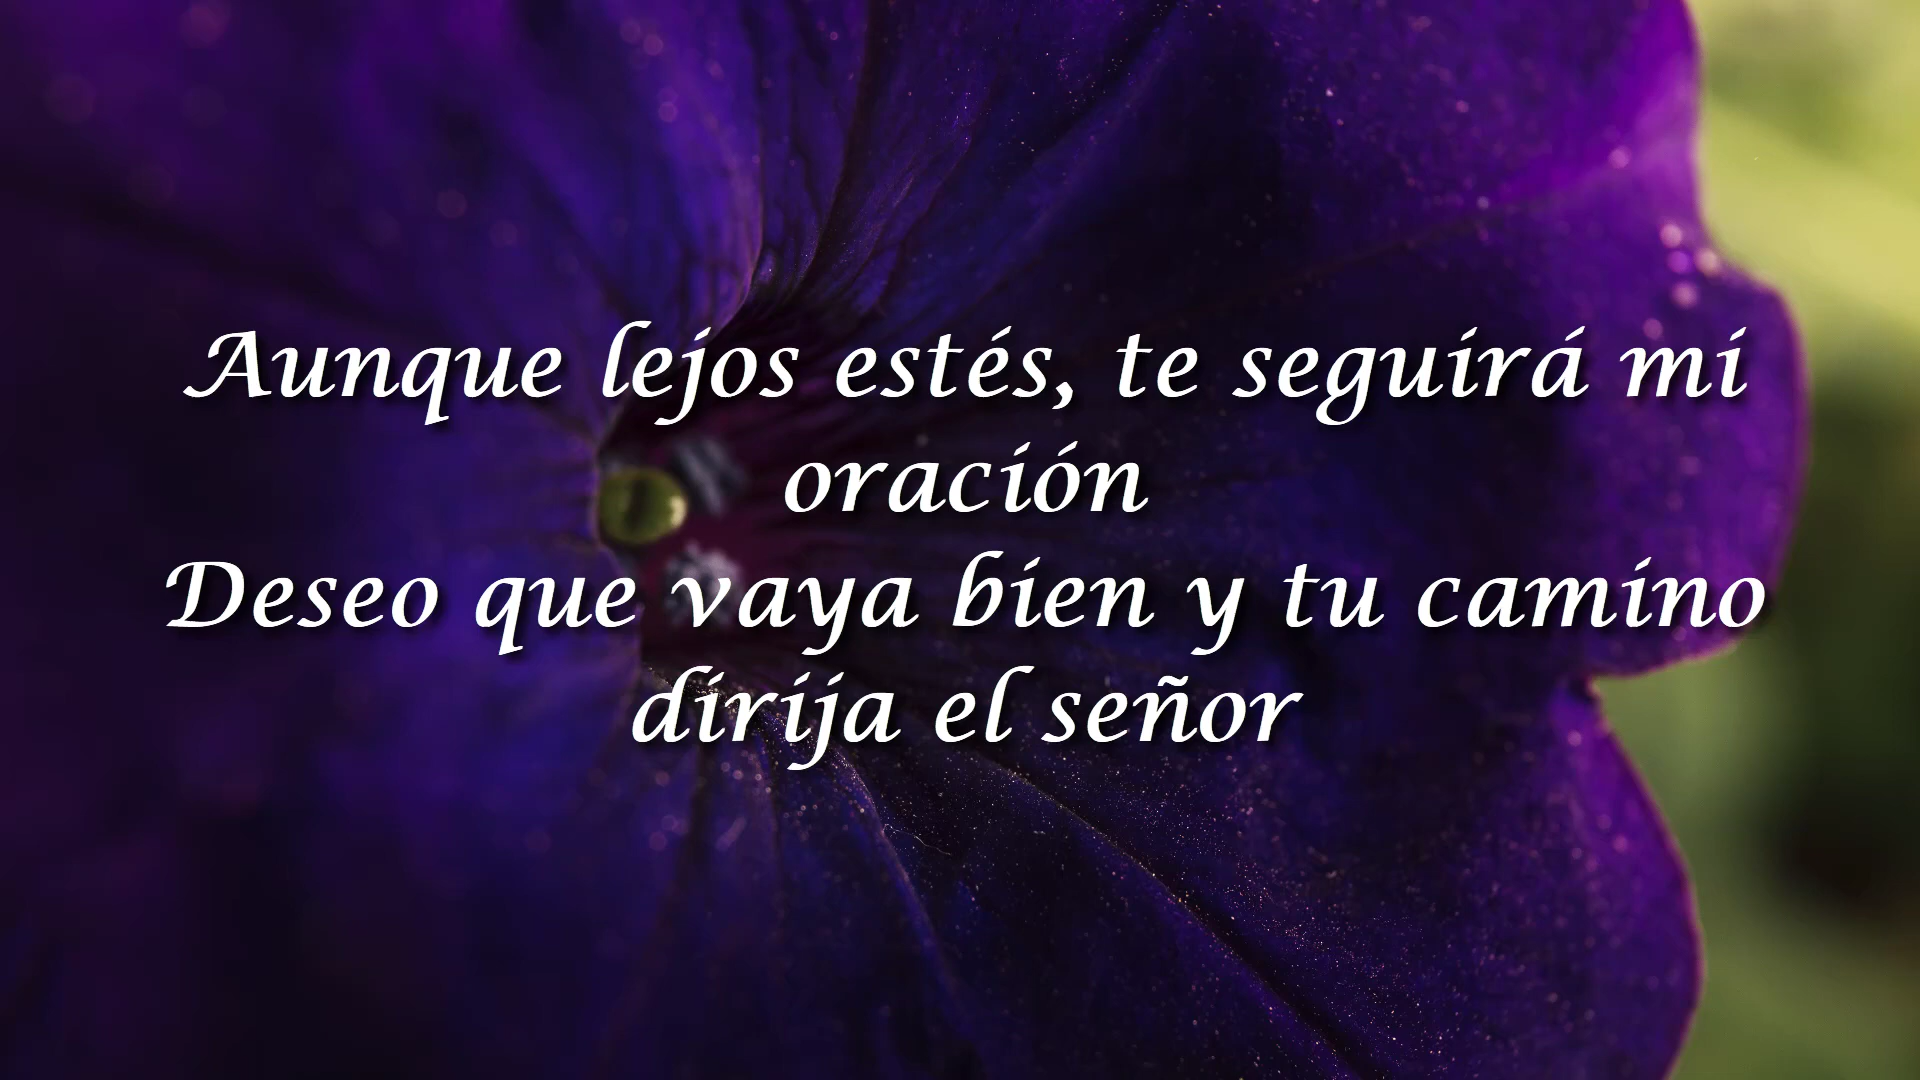 Aunque lejos estés, te seguirá mi
oración
Deseo que vaya bien y tu camino
dirija el señor